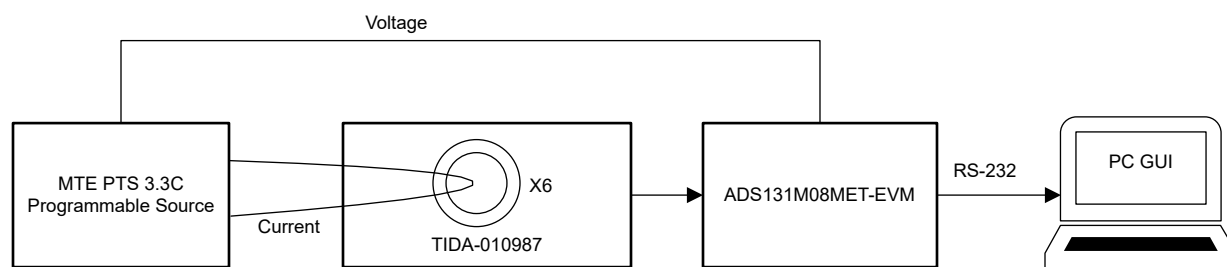 Voltage
MTE PTS 3.3C
Programmable Source
Current
X6
TIDA-010987
ADS131M08MET-EVM
RS-232
PC GUI